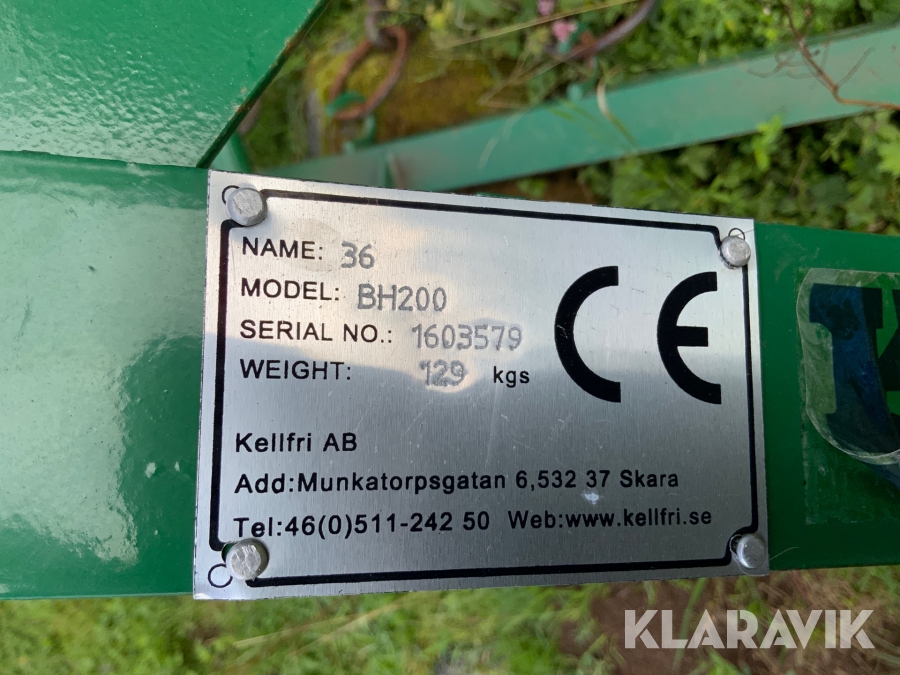 NAME: 36
MODEL: BH200
SERIAL NO.: 1603579
WEIGHT: 129 kgs
CE
Kellfri AB
Add:Munkatorpsgatan 6,532 37 Skara
Tel:46(0)511-242 50 Web:www.kellfri.se
KLARAVIK